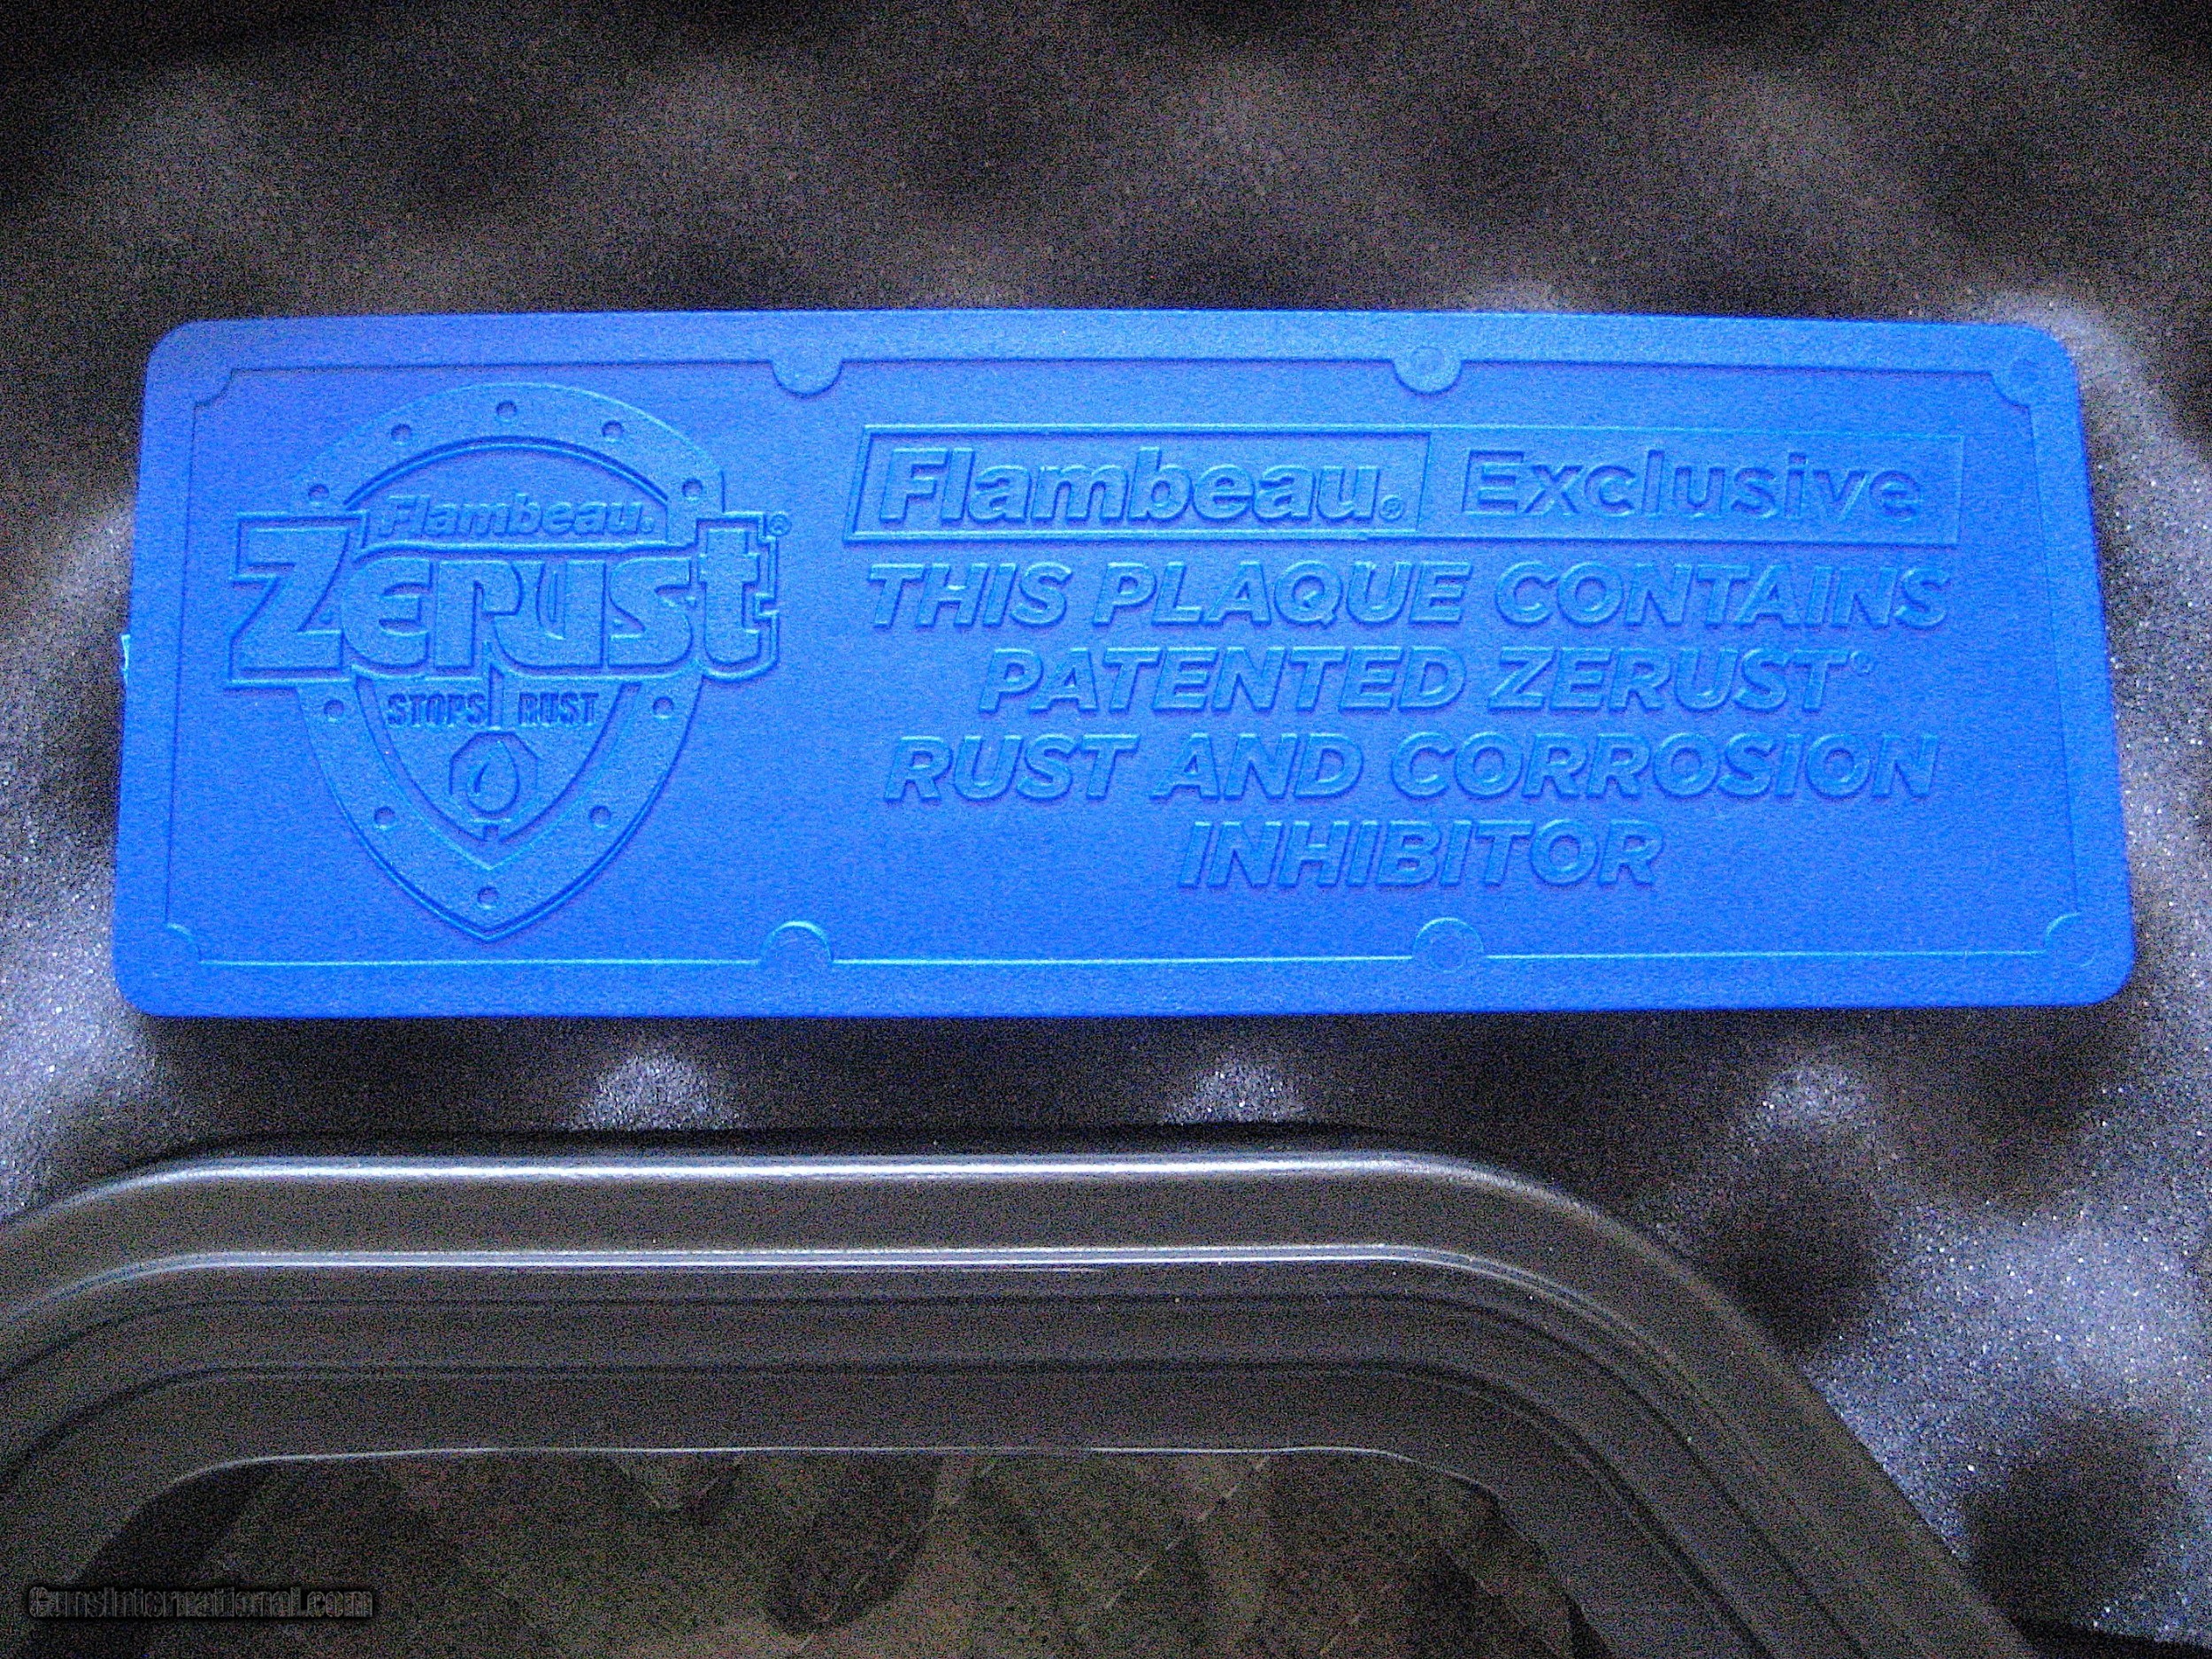 Flambeau®
Zerust®
STOPS RUST
Flambeau® Exclusive
THIS PLAQUE CONTAINS
PATENTED ZERUST®
RUST AND CORROSION
INHIBITOR
GunsInternational.com